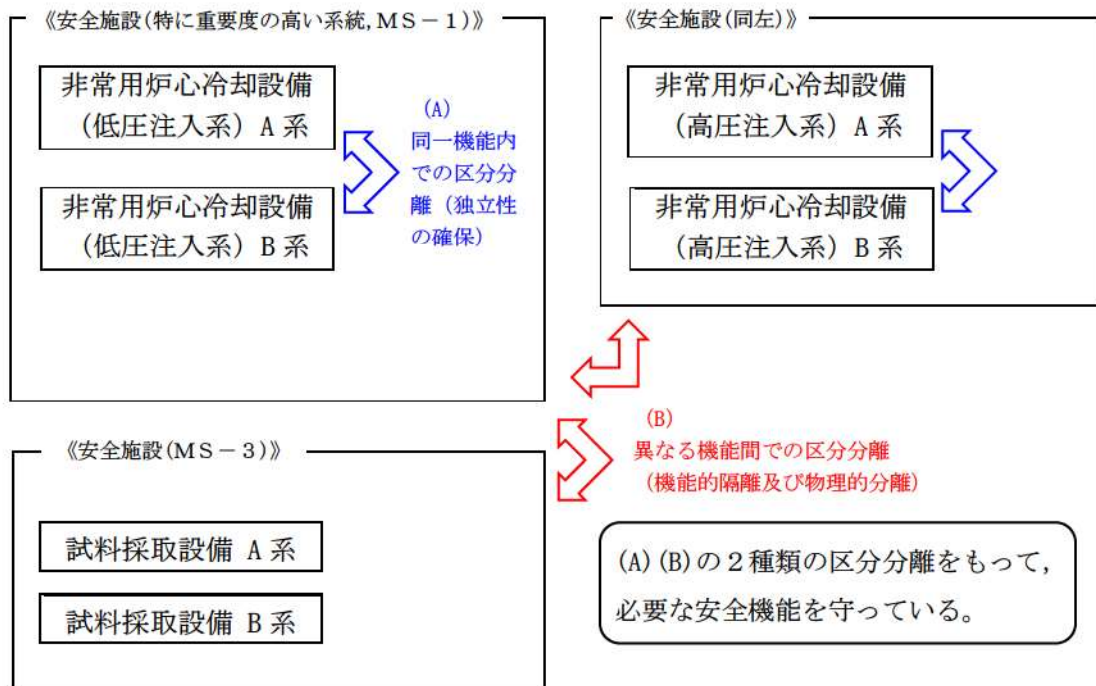 《安全施設(特に重要度の高い系統,MS-1)》
非常用炉心冷却設備
(低圧注入系)A系
非常用炉心冷却設備
(低圧注入系)B系
(A)
同一機能内
での区分分
離(独立性
の確保)
《安全施設(同左)》
非常用炉心冷却設備
(高圧注入系)A系
非常用炉心冷却設備
(高圧注入系)B系
(B)
異なる機能間での区分分離
(機能的隔離及び物理的分離)
《安全施設(MS-3)》
試料採取設備 A系
試料採取設備 B系
(A)(B)の2種類の区分分離をもって,
必要な安全機能を守っている。